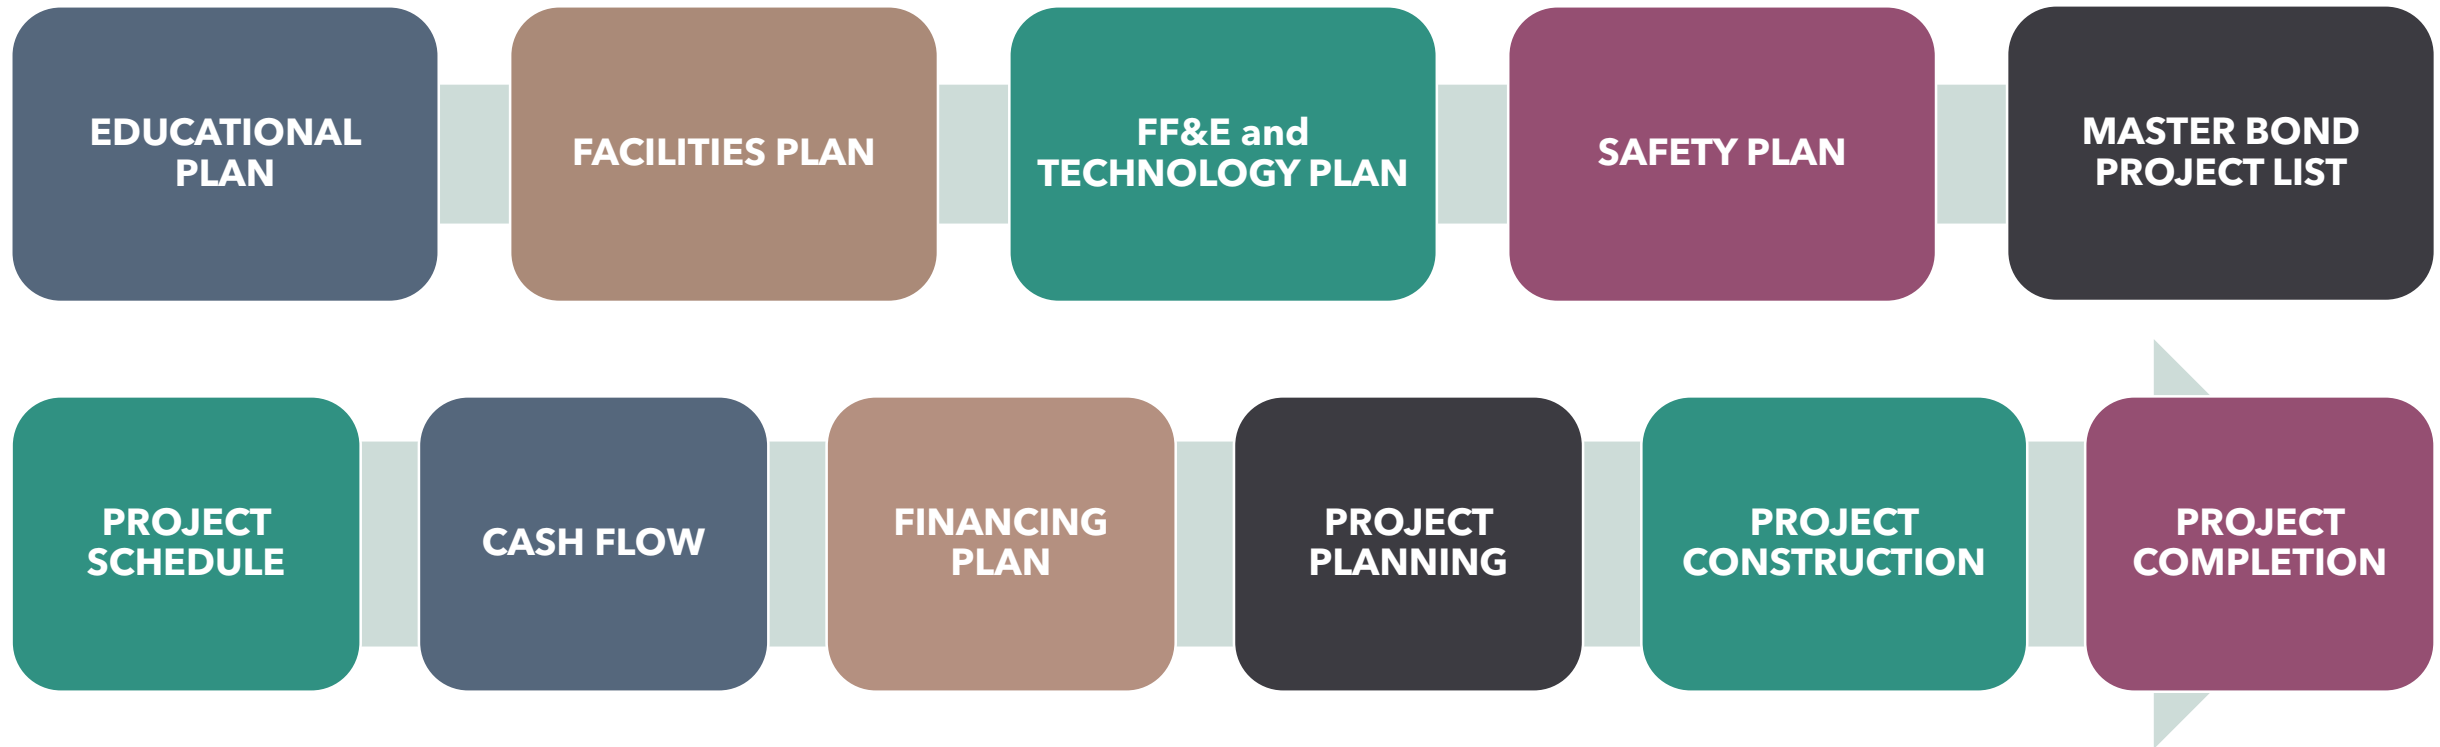 EDUCATIONAL
PLAN
FACILITIES PLAN
FF&E and
TECHNOLOGY PLAN
SAFETY PLAN
MASTER BOND
PROJECT LIST
PROJECT
SCHEDULE
CASH FLOW
FINANCING
PLAN
PROJECT
PLANNING
PROJECT
CONSTRUCTION
PROJECT
COMPLETION